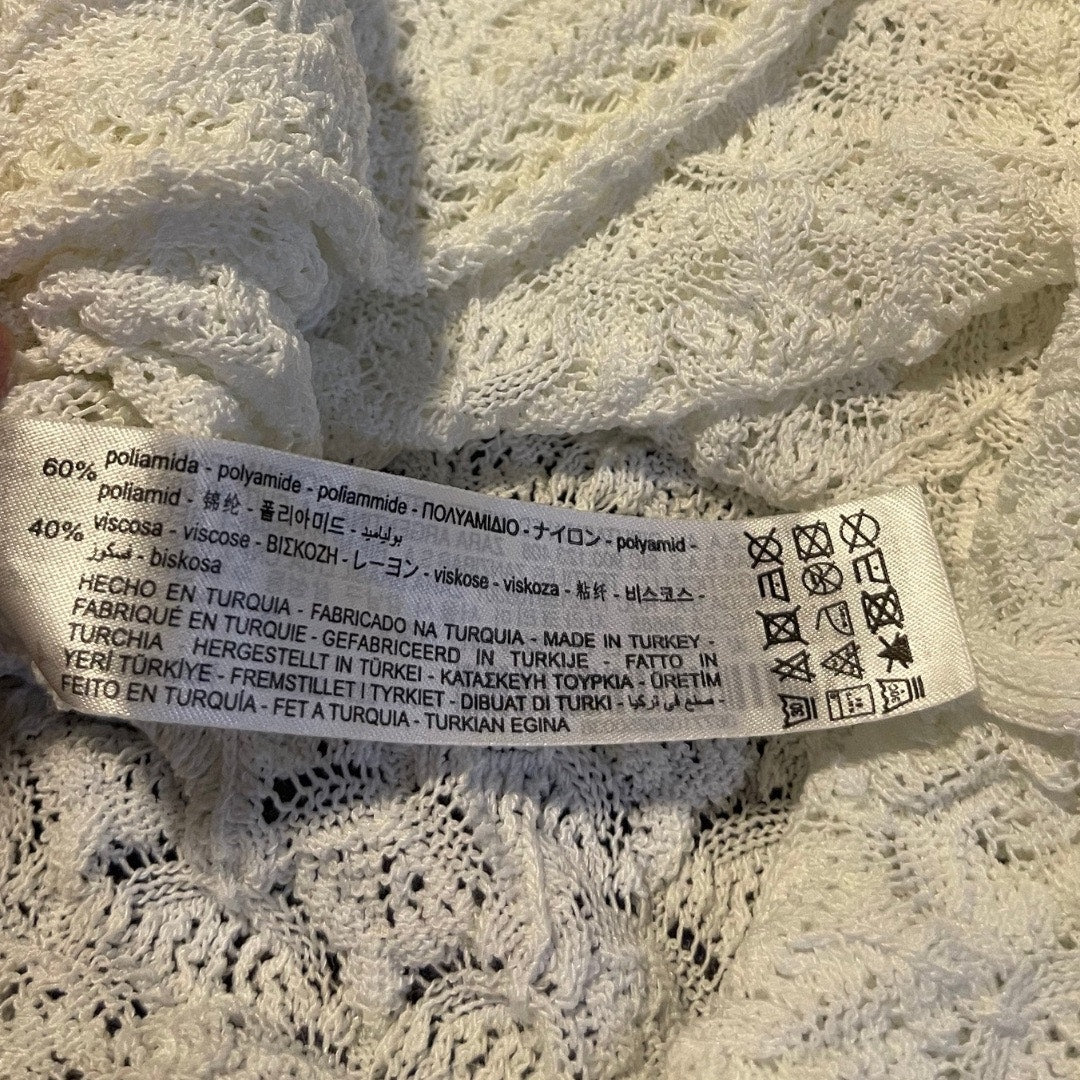 60% poliamida - polyamide - poliammide - ΠΟΛΥΑΜΙΔΙΟ - ナイロン - polyamid -
poliamid - 锦纶 - 폴리아미드 - بولياميد
40% viscosa - viscose - ΒΙΣΚΟΖΗ - レーヨン - viskose - viskoza - 粘纤 - 비스코스 -
فسكوز - biskosa
HECHO EN TURQUIA - FABRICADO NA TURQUIA - MADE IN TURKEY -
FABRIQUÉ EN TURQUIE - GEFABRICEERD IN TURKIJE - FATTO IN
TURCHIA HERGESTELLT IN TÜRKEI - ΚΑΤΑΣΚΕΥΗ ΤΟΥΡΚΙΑ - ÜRETİM
YERİ TÜRKİYE - FREMSTILLET I TYRKIET - DIBUAT DI TURKI - صنع في تركيا -
FEITO EN TURQUÍA - FET A TURQUIA - TURKIAN EGINA